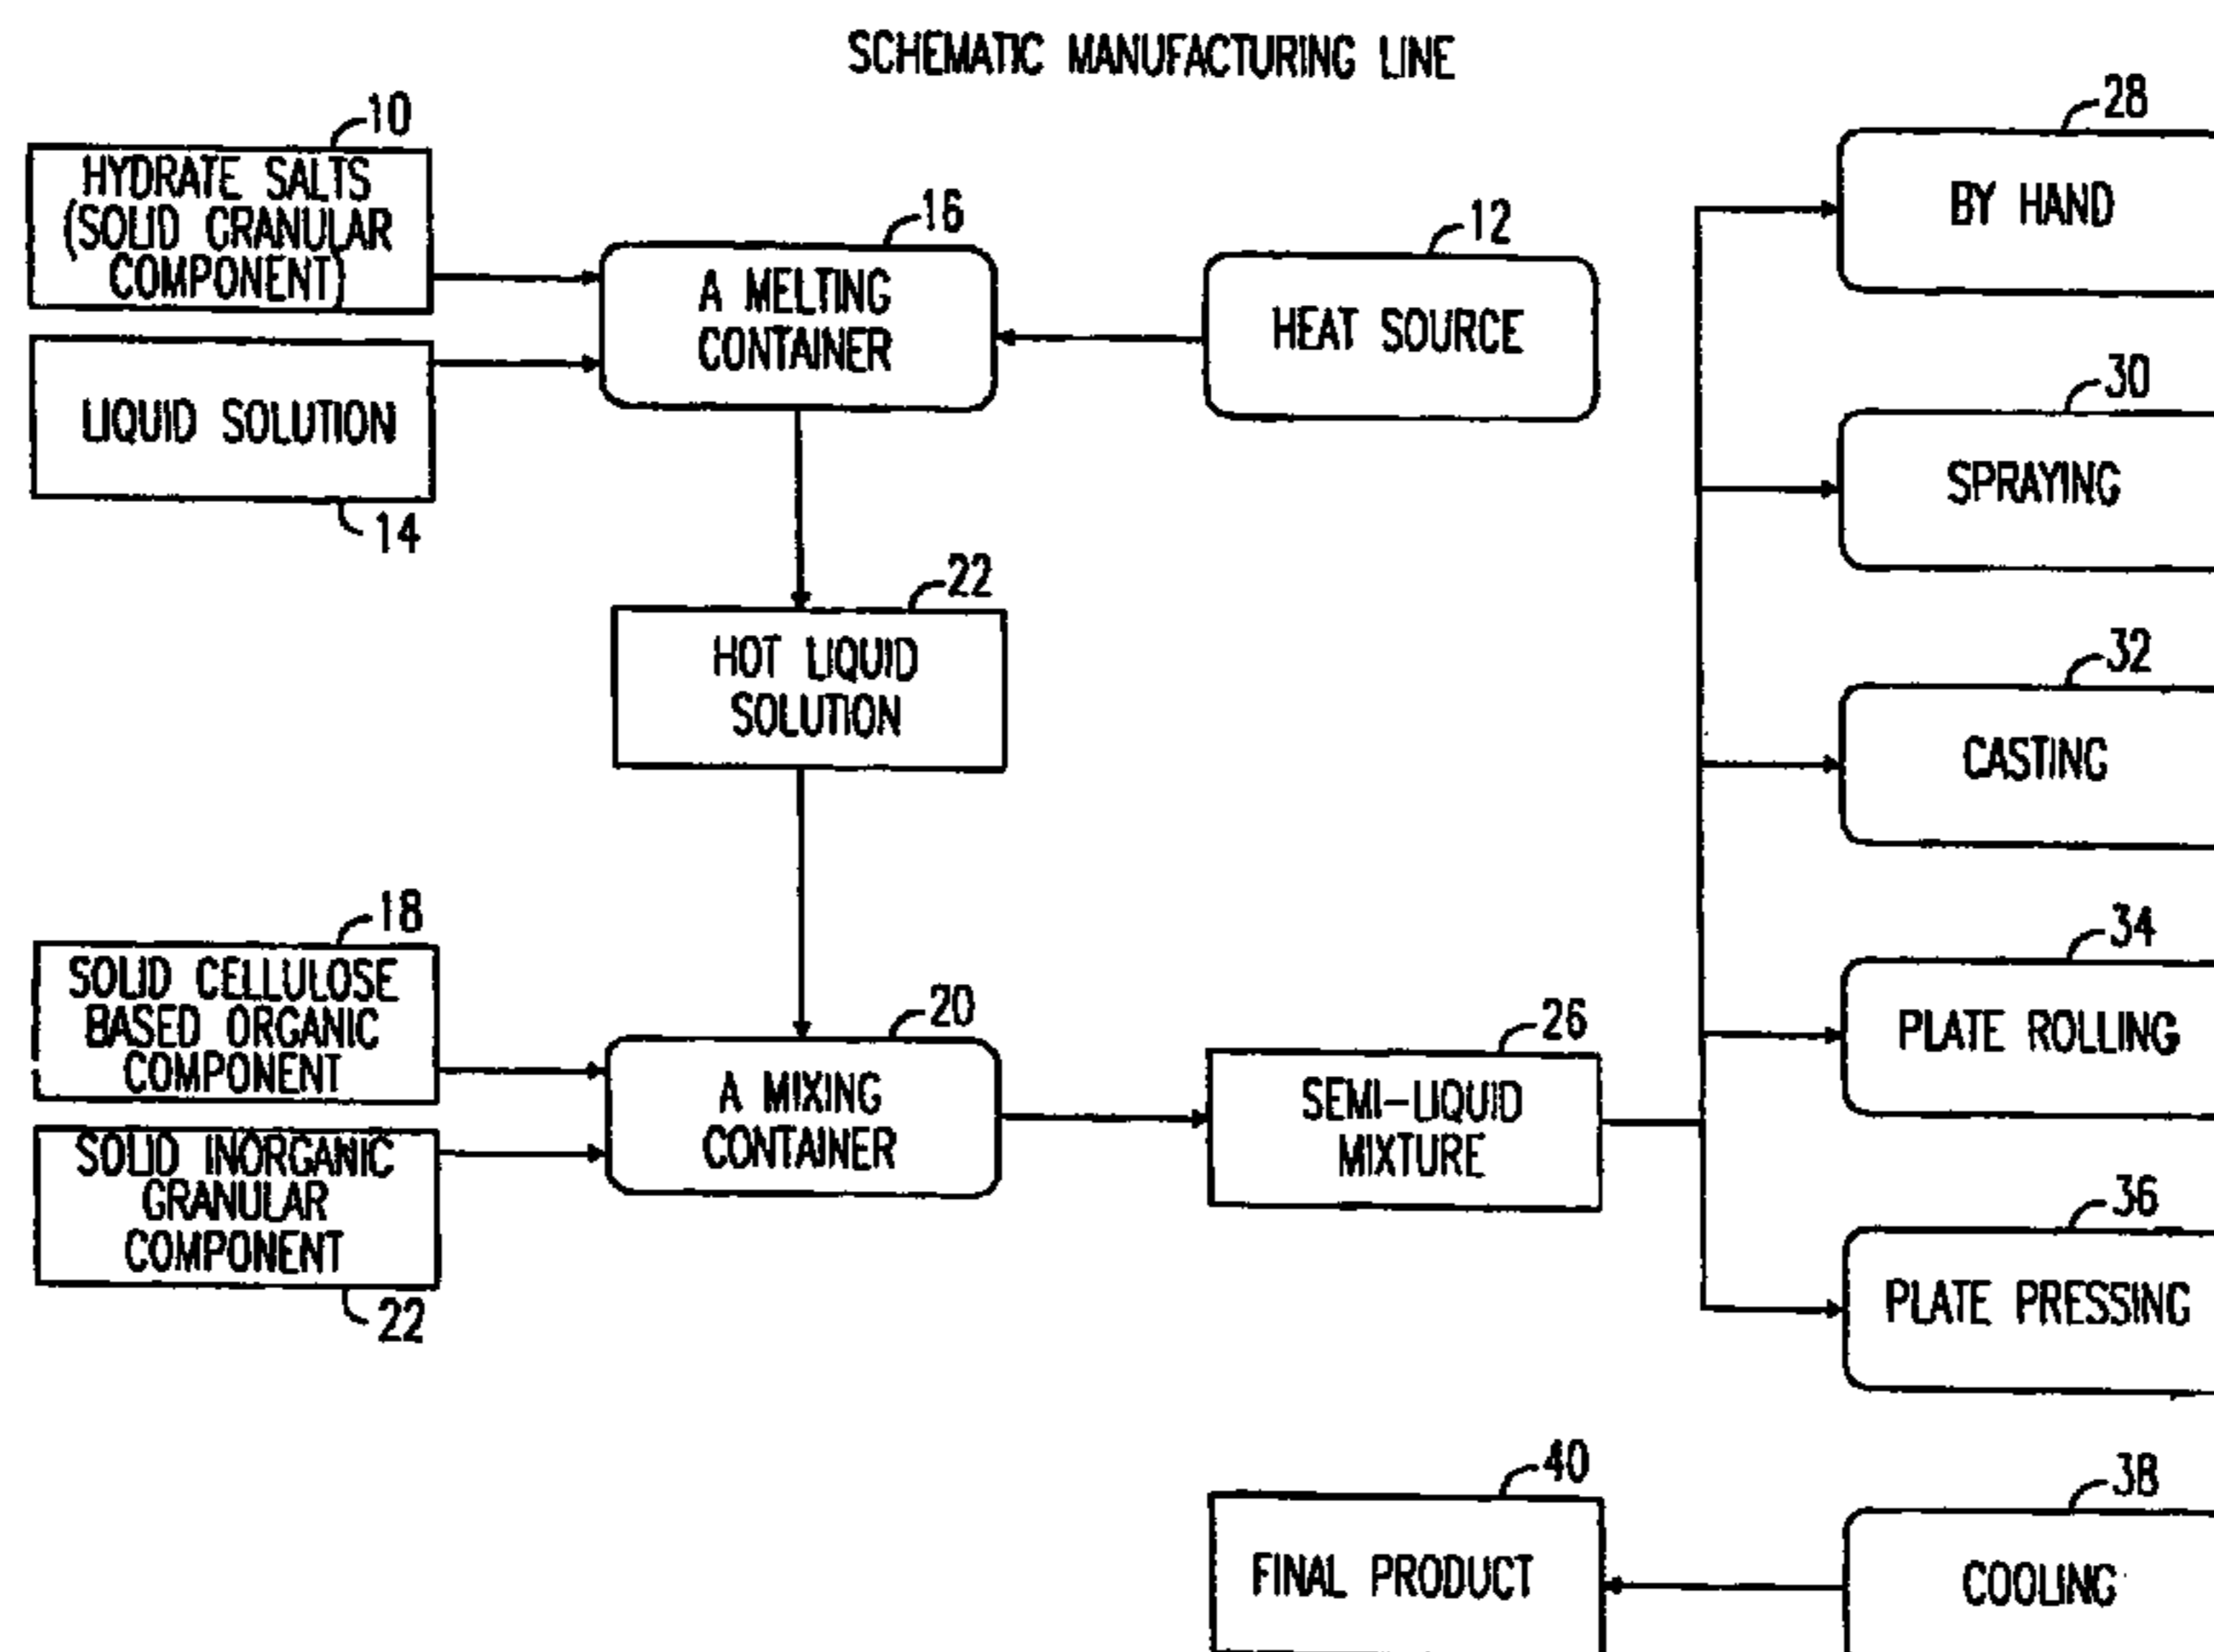 SCHEMATIC MANUFACTURING LINE
10
HYDRATE SALTS
(SOLID GRANULAR
COMPONENT)
LIQUID SOLUTION
14
16
A MELTING
CONTAINER
12
HEAT SOURCE
22
HOT LIQUID
SOLUTION
18
SOLID CELLULOSE
BASED ORGANIC
COMPONENT
SOLID INORGANIC
GRANULAR
COMPONENT
22
20
A MIXING
CONTAINER
26
SEMI-LIQUID
MIXTURE
28
BY HAND
30
SPRAYING
32
CASTING
34
PLATE ROLLING
36
PLATE PRESSING
38
COOLING
40
FINAL PRODUCT